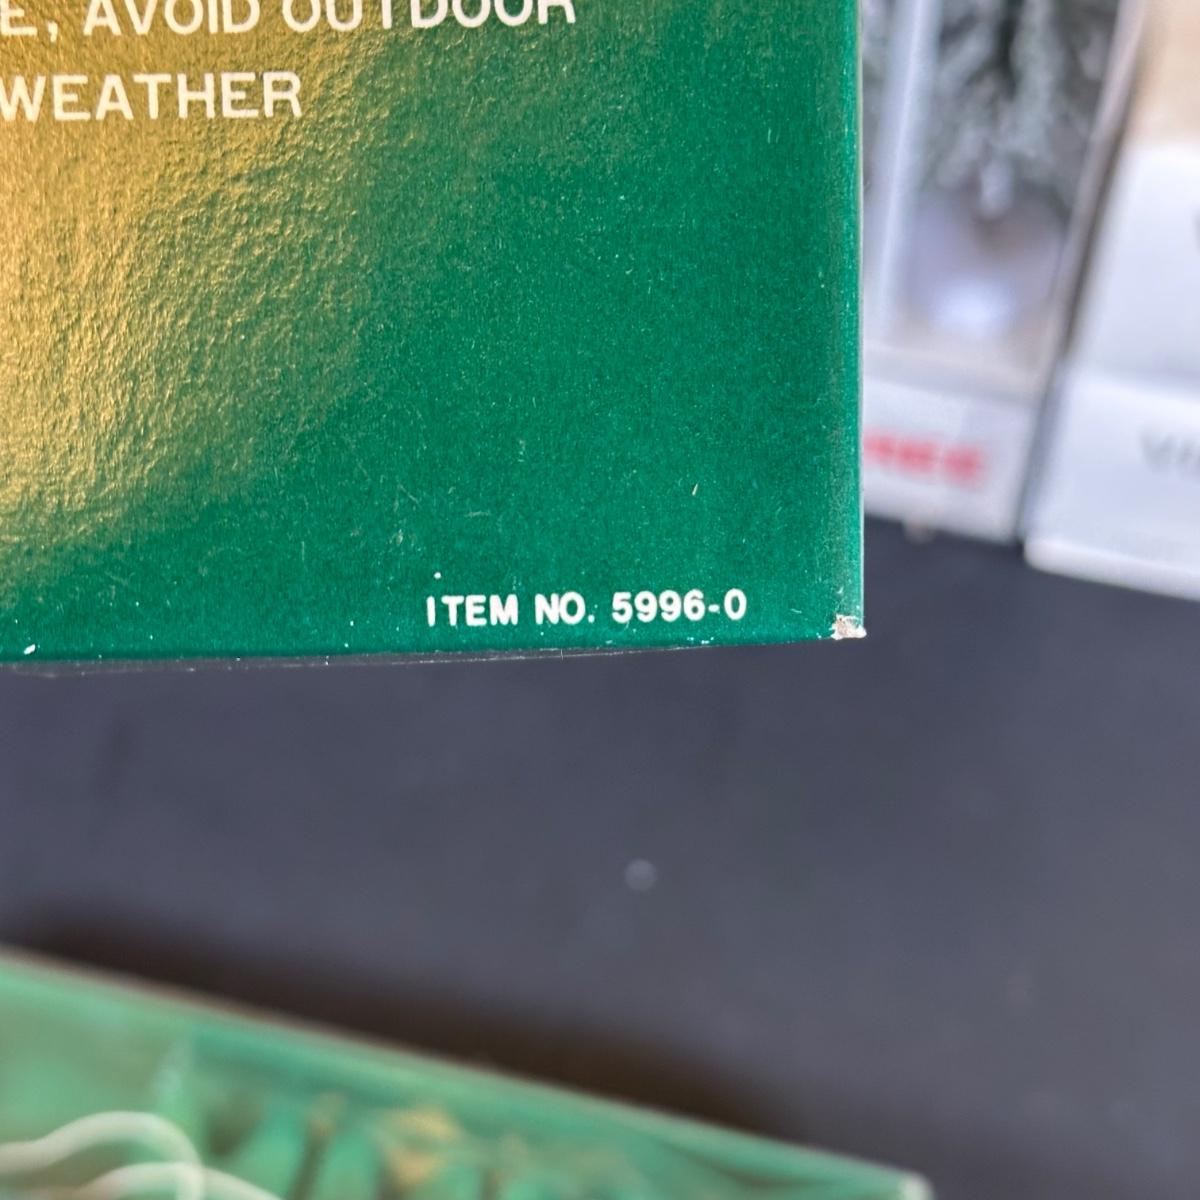 E, AVOID OUTDOOR
WEATHER
ITEM NO. 5996-0